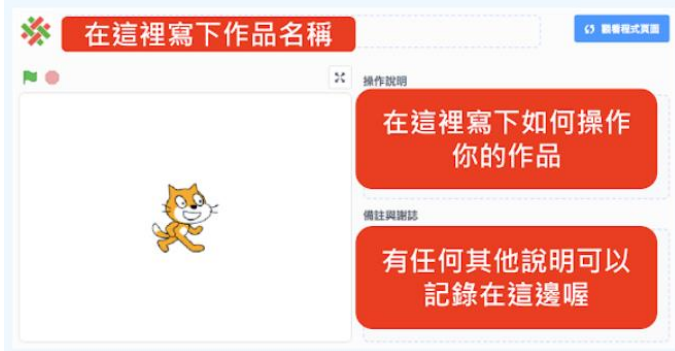 在這裡寫下作品名稱
觀看程式頁面
操作說明
在這裡寫下如何操作
你的作品
備註與謝誌
有任何其他說明可以
記錄在這邊喔